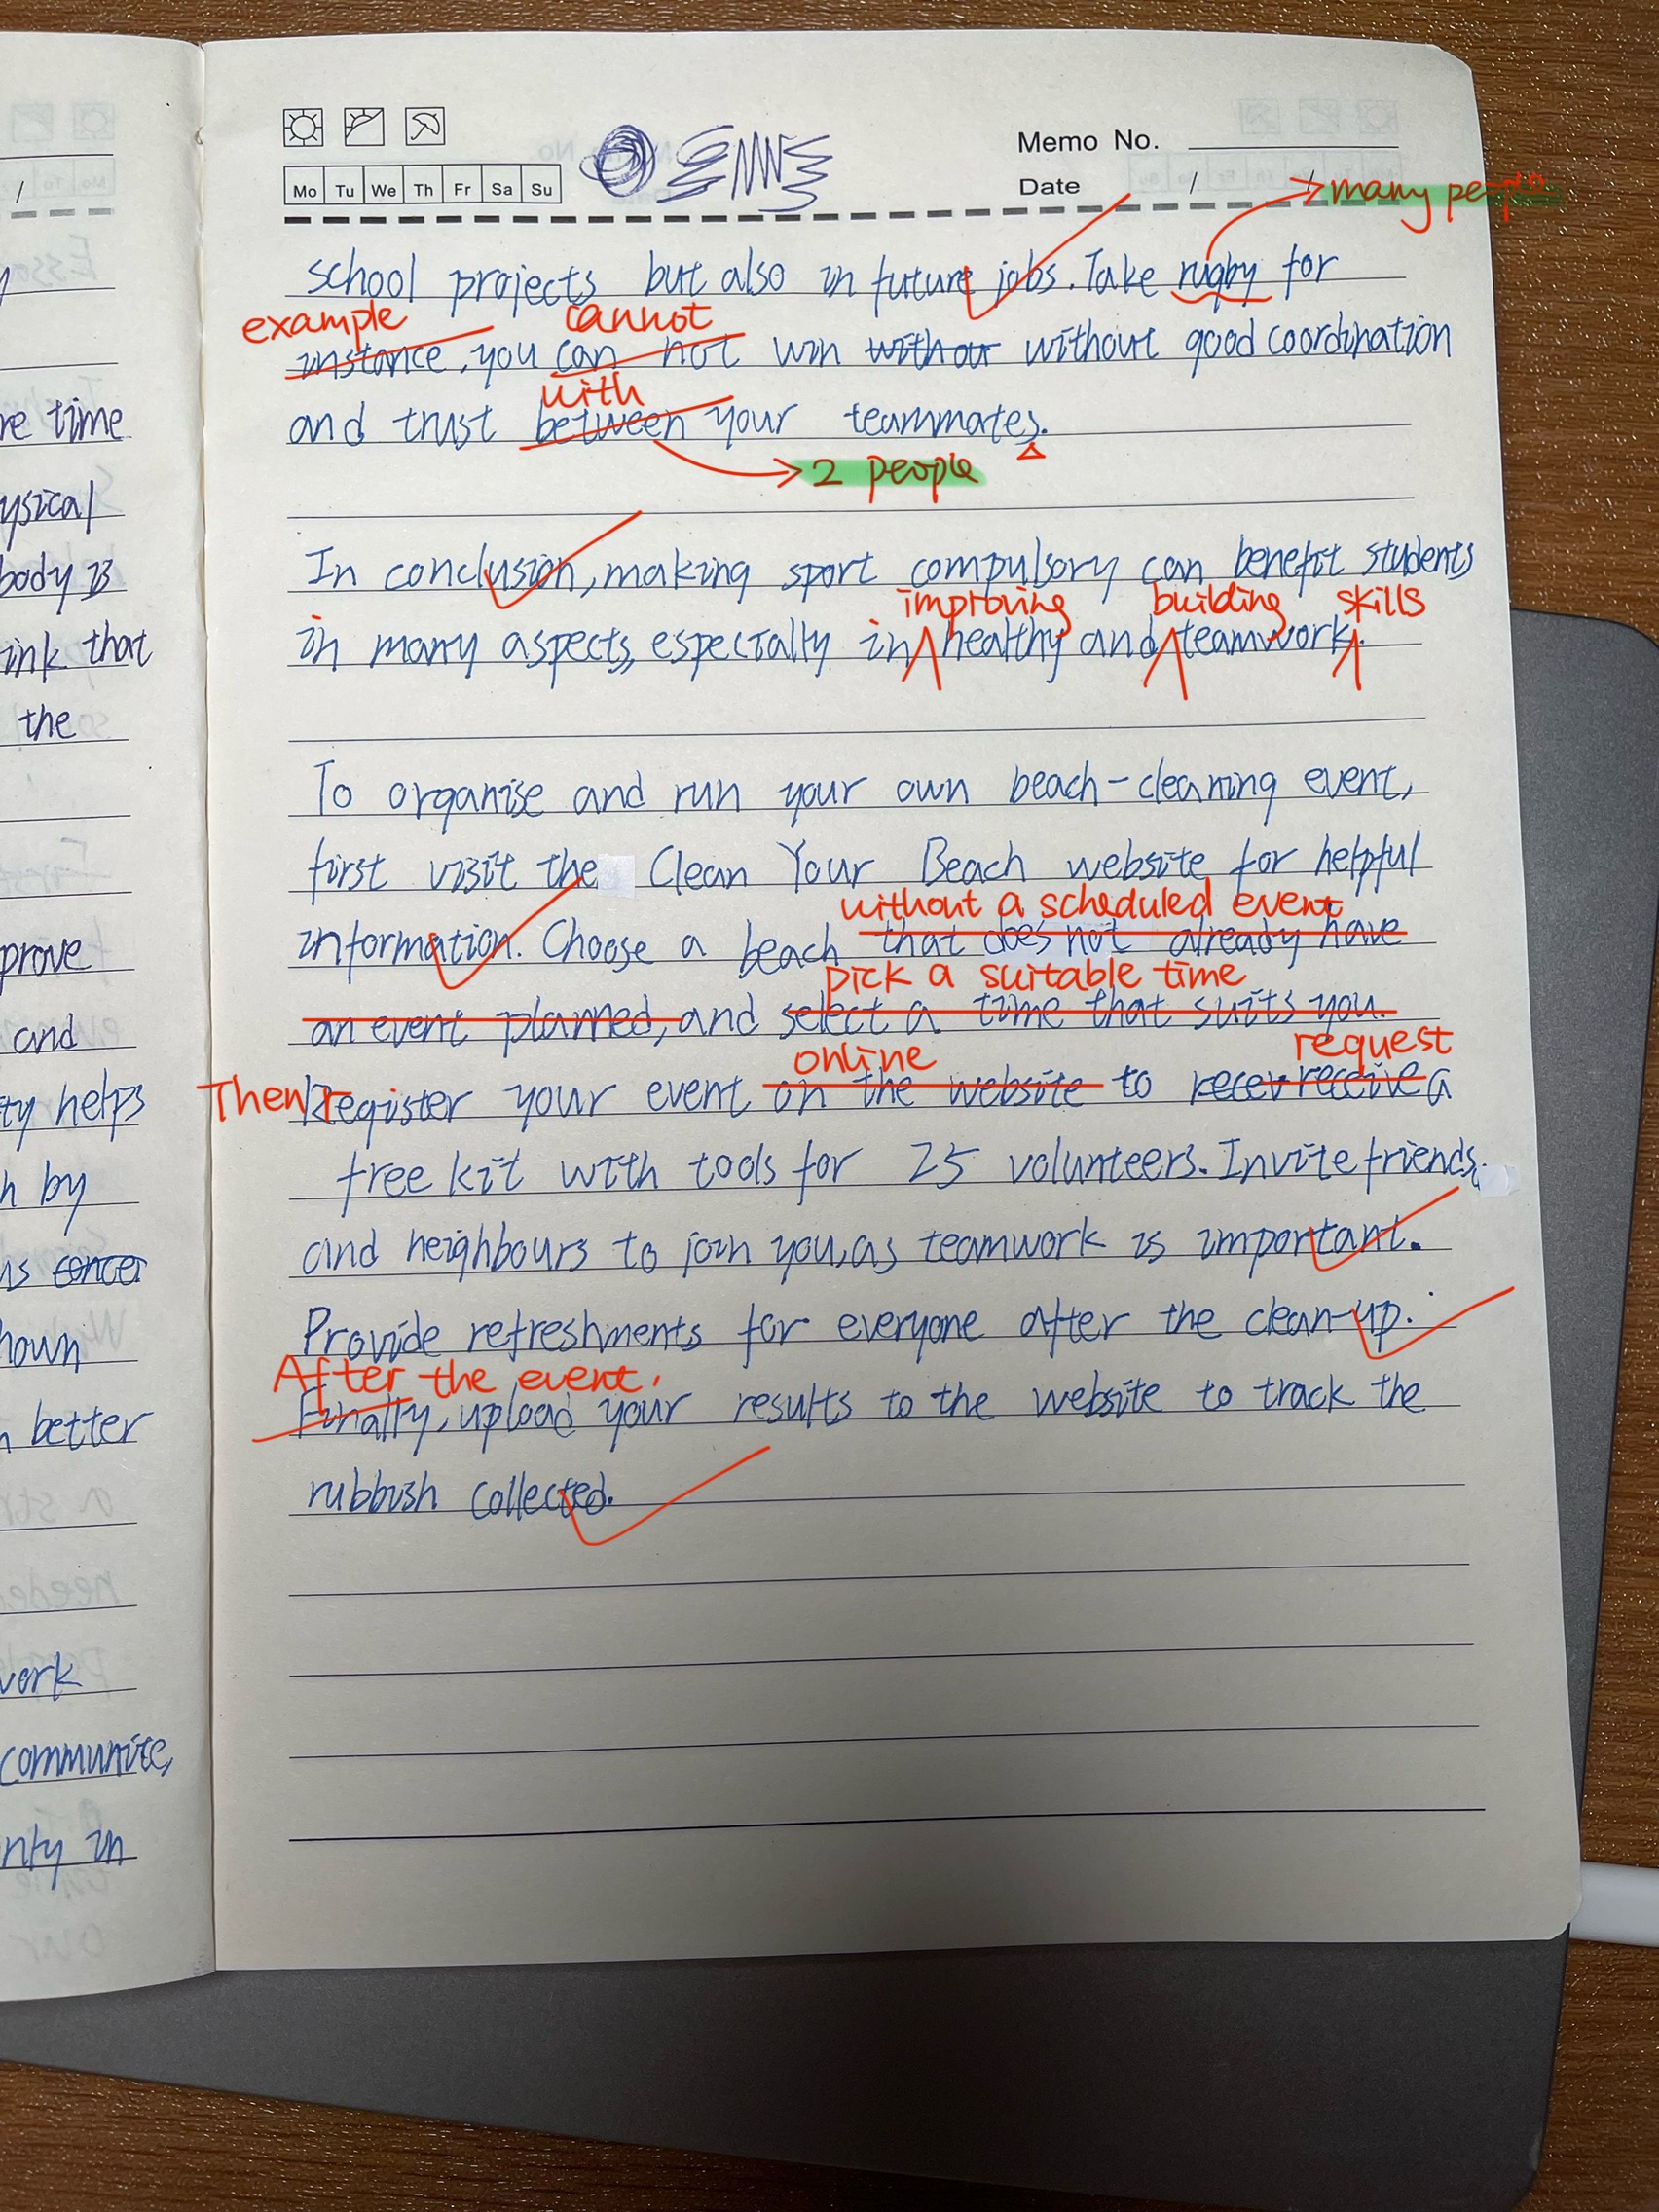 Memo No.
Mo Tu We Th Fr Sa Su
Date / /
many people
school projects but also in future jobs. Take rugby for
example cannot
instance, you can not win without without good coordination
with
and trust between your teammates.
2 people
In conclusion, making sport compulsory can benefit students
improving building skills
in many aspects, especially in healthy and teamwork.
To organise and run your own beach-cleaning event,
first visit the Clean Your Beach website for helpful
without a scheduled event
information. Choose a beach that does not already have
pick a suitable time
an event planned, and select a time that suits you.
online request
Then Register your event on the website to receive a
free kit with tools for 25 volunteers. Invite friends
and neighbours to join you, as teamwork is important.
Provide refreshments for everyone after the clean-up.
After the event,
Finally, upload your results to the website to track the
rubbish collected.
/
re time
ysical
body is
ink that
the
prove
and
ty helps
h by
hown
better
work
communite,
nty in